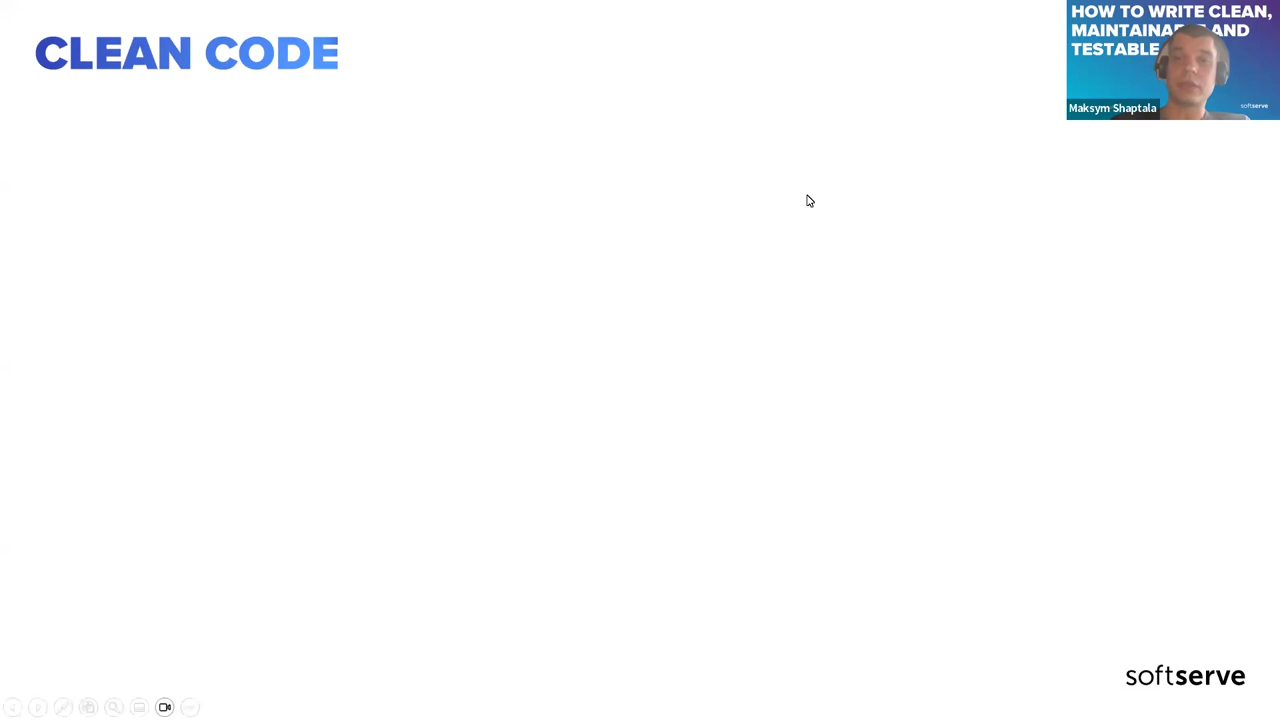 CLEAN CODE
HOW TO WRITE CLEAN,
MAINTAINA AND
TESTABLE
Maksym Shaptala
softserve
softserve